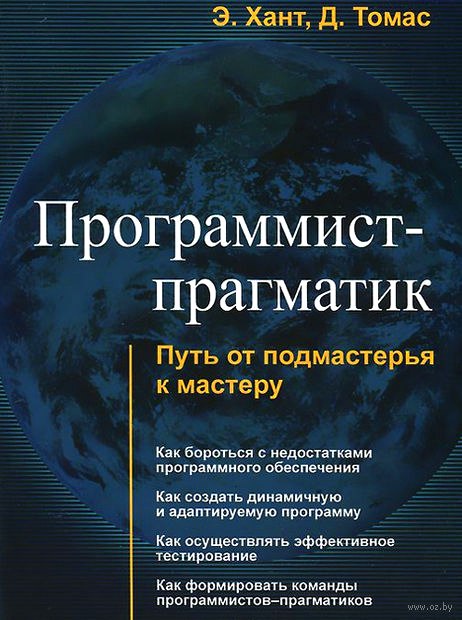 Э. Хант, Д. Томас
Программист-
прагматик
Путь от подмастерья
к мастеру
Как бороться с недостатками
программного обеспечения
Как создать динамичную
и адаптируемую программу
Как осуществлять эффективное
тестирование
Как формировать команды
программистов–прагматиков
www.oz.by